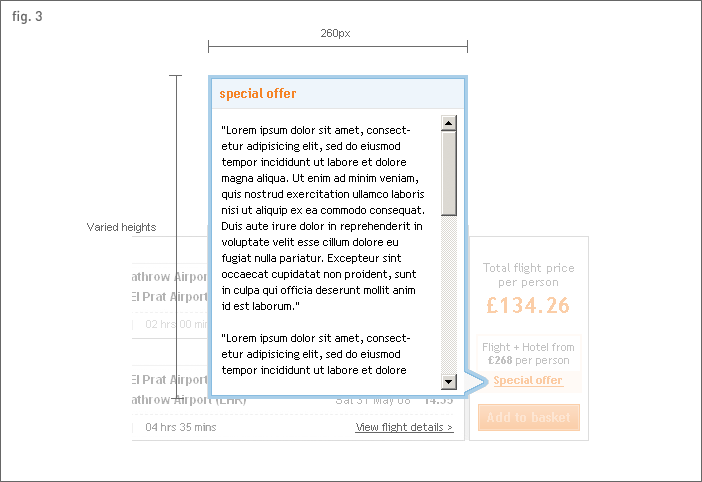 fig. 3
260px
special offer
"Lorem ipsum dolor sit amet, consect-
etur adipisicing elit, sed do eiusmod
tempor incididunt ut labore et dolore
magna aliqua. Ut enim ad minim veniam,
quis nostrud exercitation ullamco laboris
nisi ut aliquip ex ea commodo consequat.
Duis aute irure dolor in reprehenderit in
voluptate velit esse cillum dolore eu
fugiat nulla pariatur. Excepteur sint
occaecat cupidatat non proident, sunt
in culpa qui officia deserunt mollit anim
id est laborum."
"Lorem ipsum dolor sit amet, consect-
etur adipisicing elit, sed do eiusmod
tempor incididunt ut labore et dolore
Varied heights
athrow Airpor
El Prat Airport
02 hrs 00 min
El Prat Airport
athrow Airport (LHR)
Sat 31 May 08 14.55
04 hrs 35 mins
View flight details >
Total flight price
per person
£134.26
Flight + Hotel from
£268 per person
Special offer
Add to basket